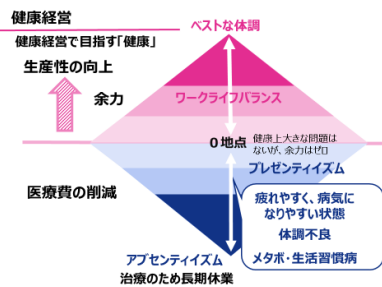 健康経営
ベストな体調
健康経営で目指す「健康」
生産性の向上
余力
ワークライフバランス
0地点
健康上大きな問題は
ないが、余力はゼロ
プレゼンティイズム
医療費の削減
疲れやすく、病気に
なりやすい状態
体調不良
メタボ・生活習慣病
アブセンティイズム
治療のため長期休業